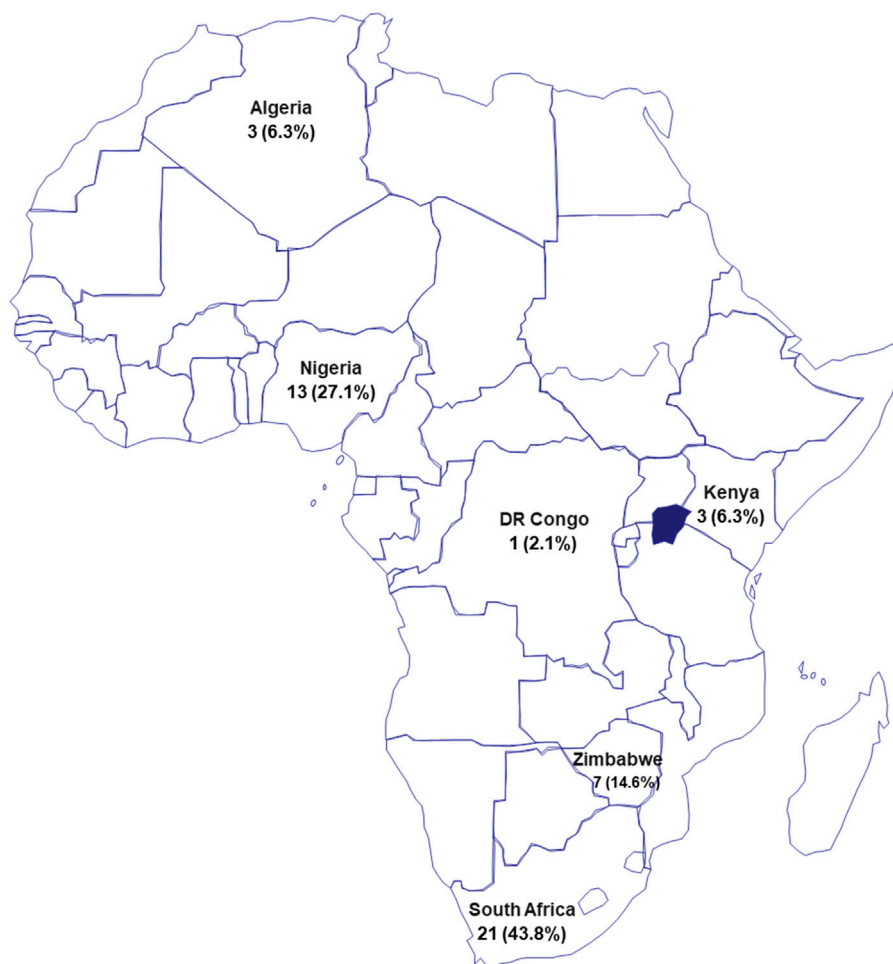 Algeria
3 (6.3%)
Nigeria
13 (27.1%)
Kenya
3 (6.3%)
DR Congo
1 (2.1%)
Zimbabwe
7 (14.6%)
South Africa
21 (43.8%)